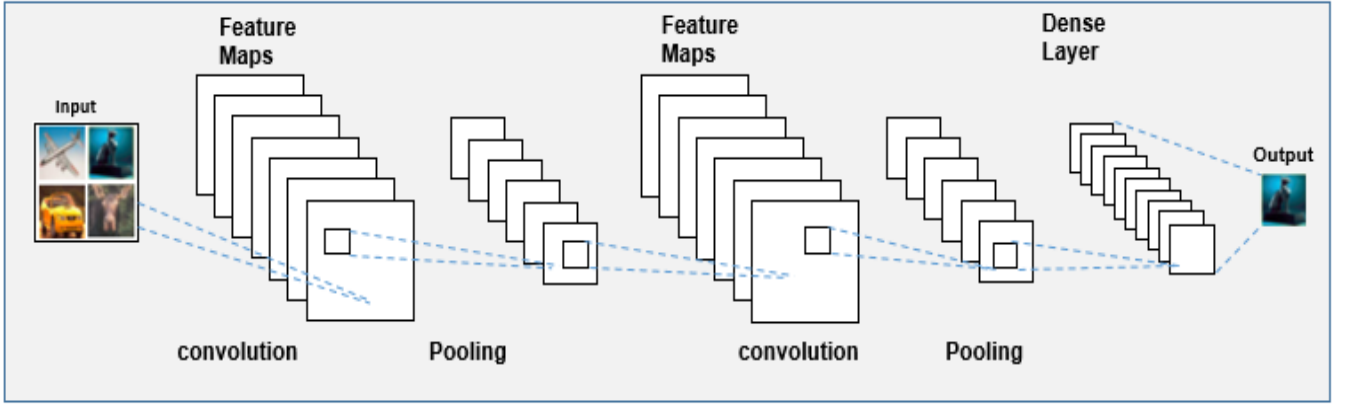 Feature
Maps
Feature
Maps
Dense
Layer
Input
Output
convolution
Pooling
convolution
Pooling